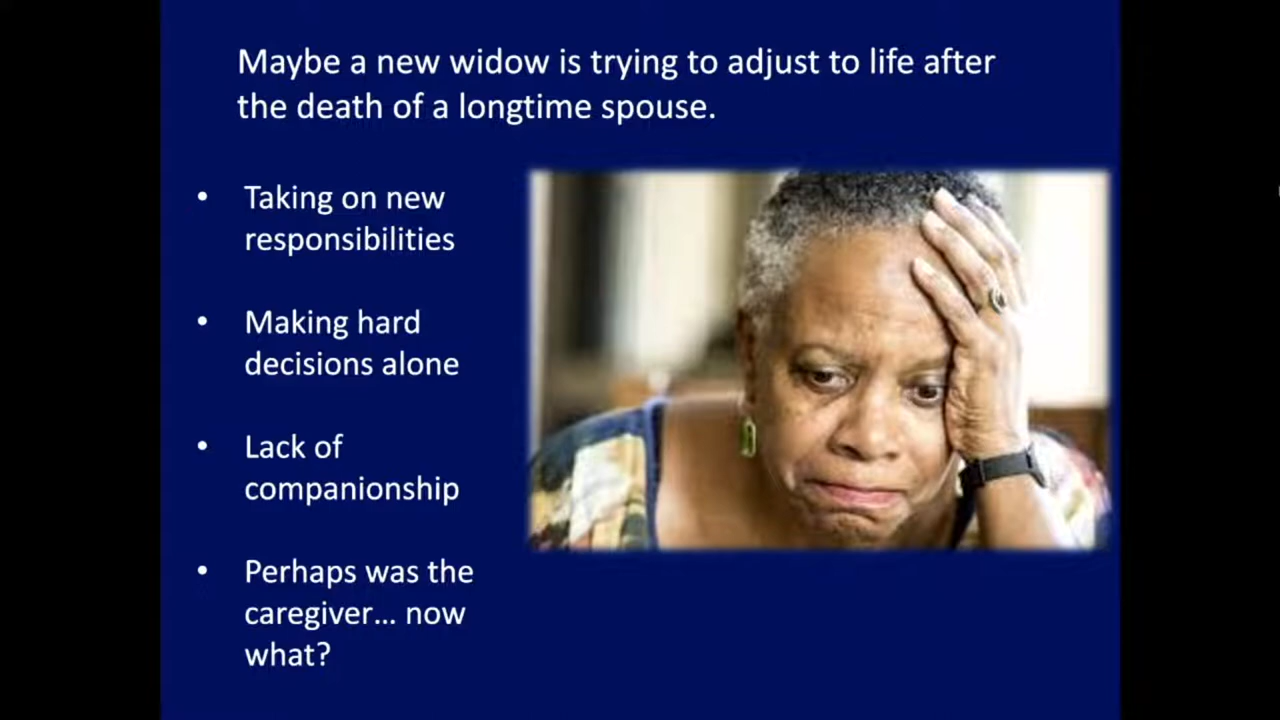 Maybe a new widow is trying to adjust to life after
the death of a longtime spouse.
• Taking on new
responsibilities
• Making hard
decisions alone
• Lack of
companionship
• Perhaps was the
caregiver... now
what?